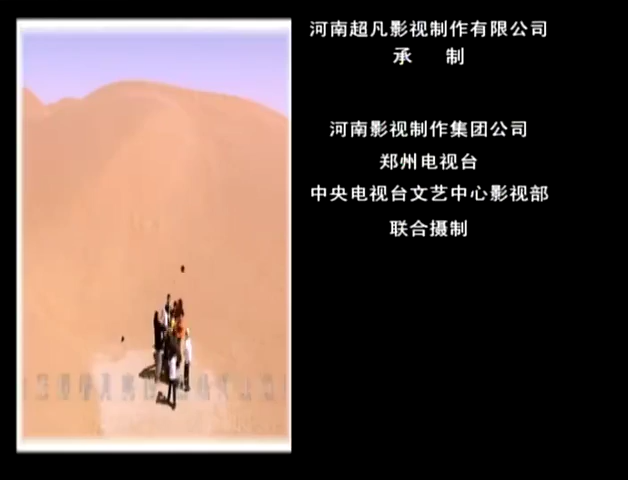 河南超凡影视制作有限公司
承 制
河南影视制作集团公司
郑州电视台
中央电视台文艺中心影视部
联合摄制